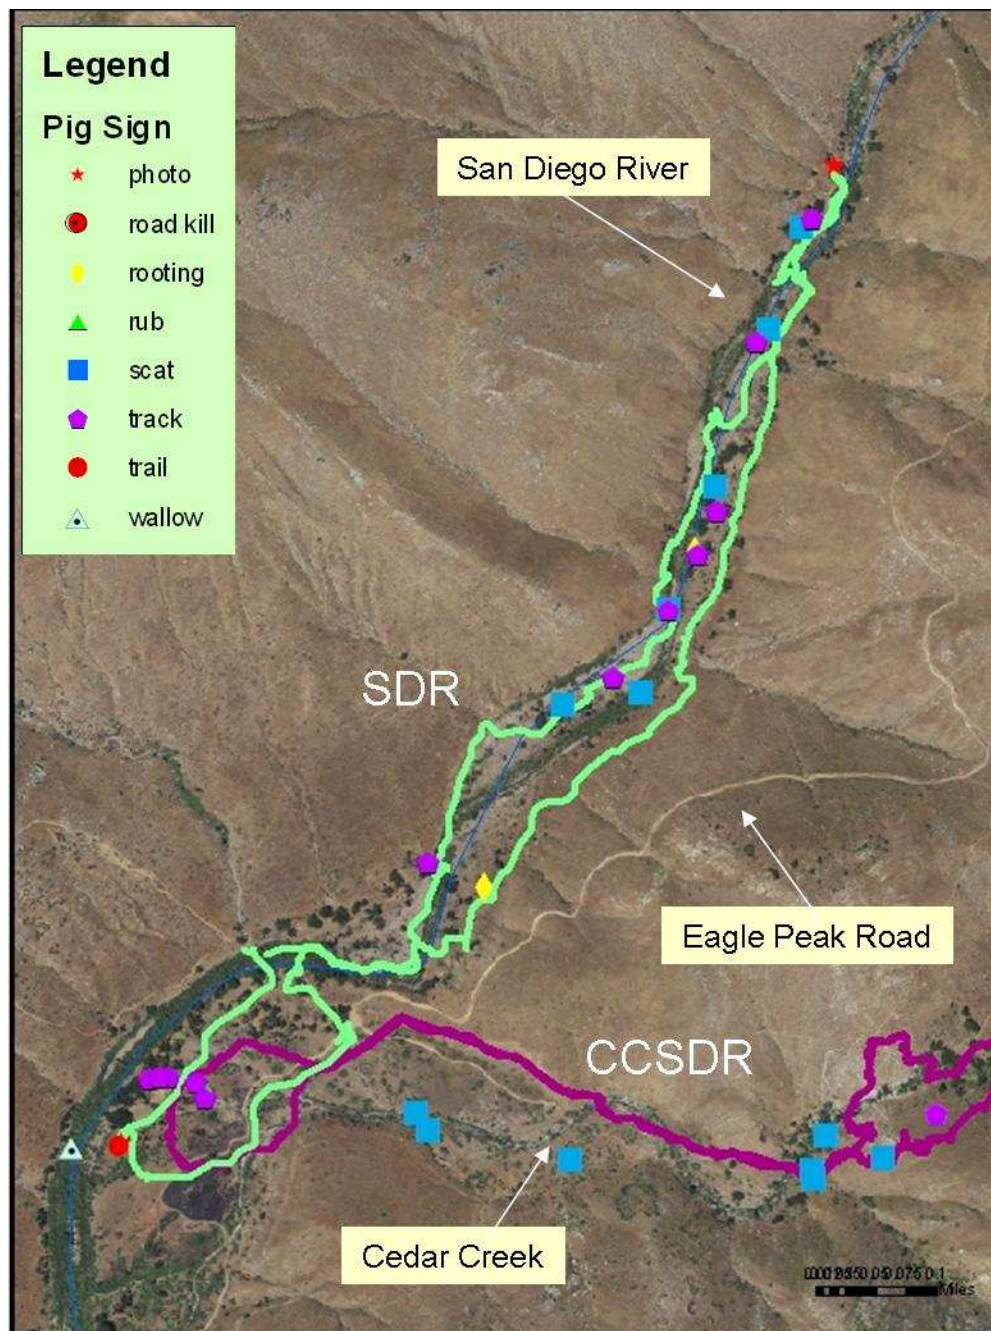 Legend
Pig Sign
photo
road kill
rooting
rub
scat
track
trail
wallow
San Diego River
SDR
Eagle Peak Road
CCSDR
Cedar Creek
Miles